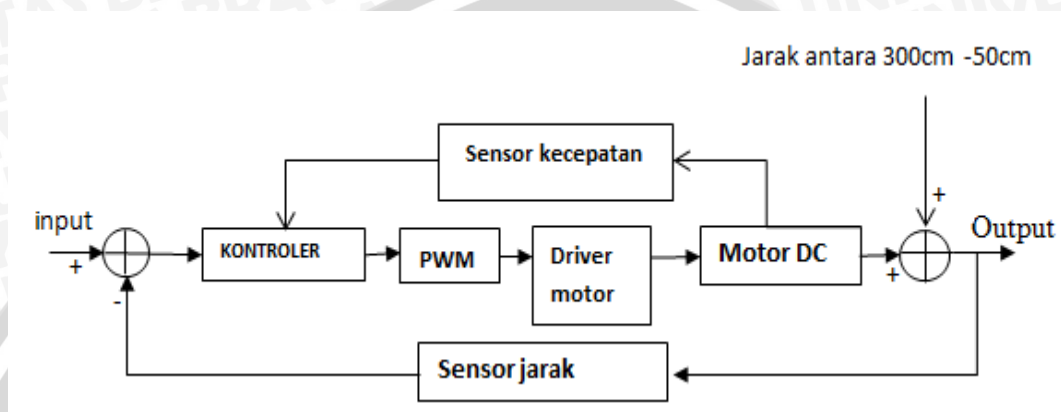 Jarak antara 300cm -50cm
Sensor kecepatan
+
input
Output
KONTROLER
PWM
Driver
motor
Motor DC
+
+
-
Sensor jarak